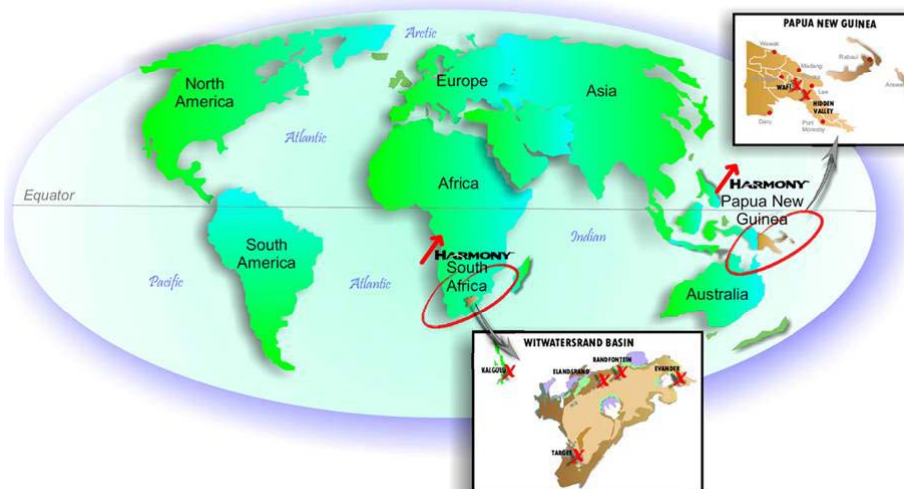 Arctic
North
America
Europe
Asia
Atlantic
Africa
Equator
HARMONY
Papua New
Guinea
South
America
Indian
HARMONY
South
Africa
Pacific
Atlantic
Australia
PAPUA NEW GUINEA
Wewak
Rabaul
Madang
WAFI
Lae
HIDDEN
VALLEY
Daru
Port
Moresby
Arawa
WITWATERSRAND BASIN
RANDFONTEIN
KALGOLD
ELANDSRAND
EVANDER
TARGET